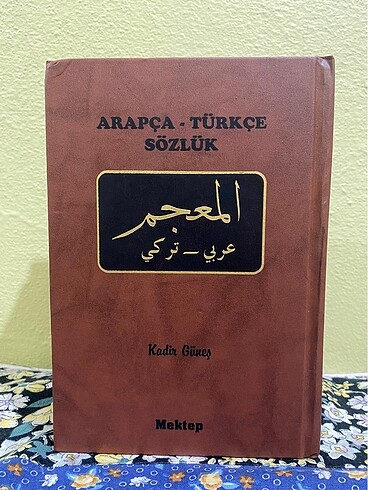 ARAPÇA - TÜRKÇE
SÖZLÜK
المعجم
عربي – تركي
Kadir Güneş
Mektep